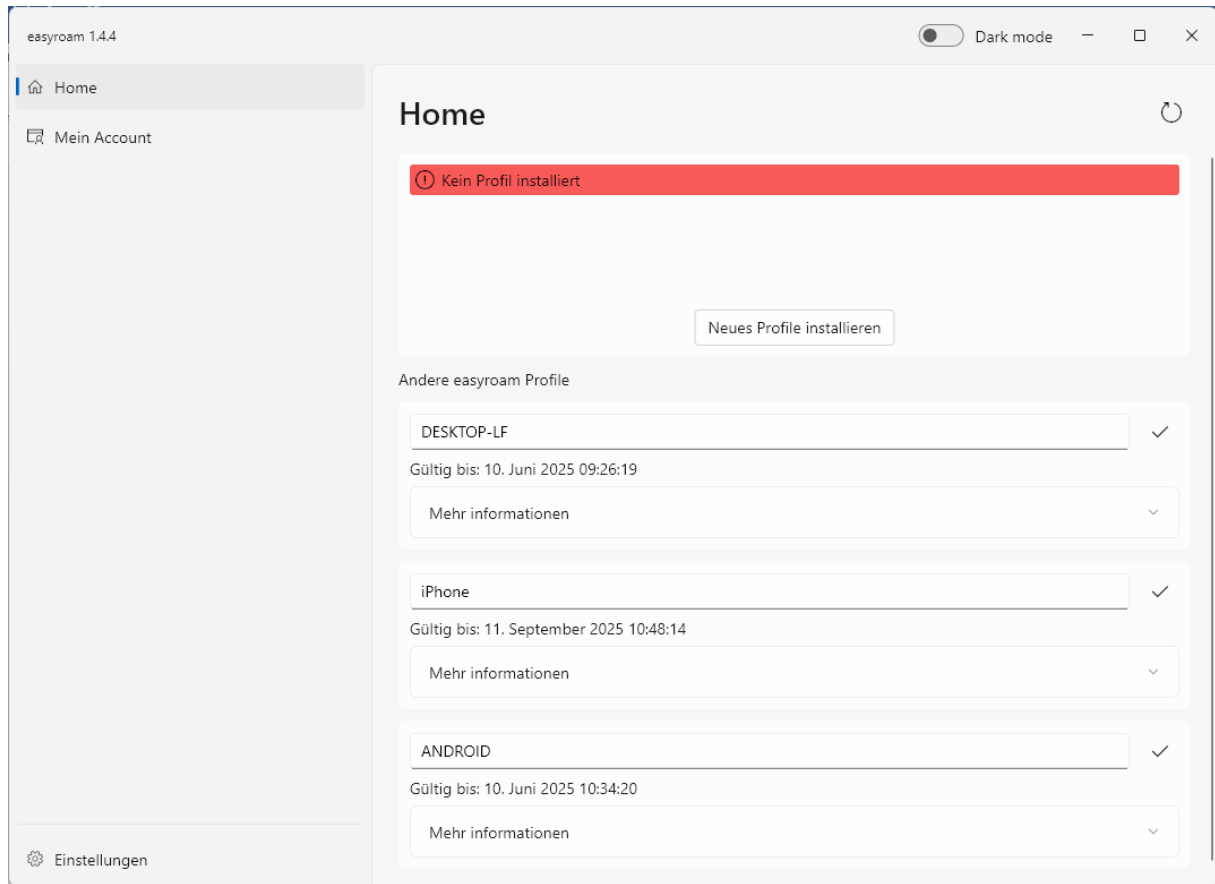 easyroam 1.4.4
Dark mode
Home
Mein Account
Home
Kein Profil installiert
Neues Profile installieren
Andere easyroam Profile
DESKTOP-LF
Gültig bis: 10. Juni 2025 09:26:19
Mehr informationen
iPhone
Gültig bis: 11. September 2025 10:48:14
Mehr informationen
ANDROID
Gültig bis: 10. Juni 2025 10:34:20
Mehr informationen
Einstellungen